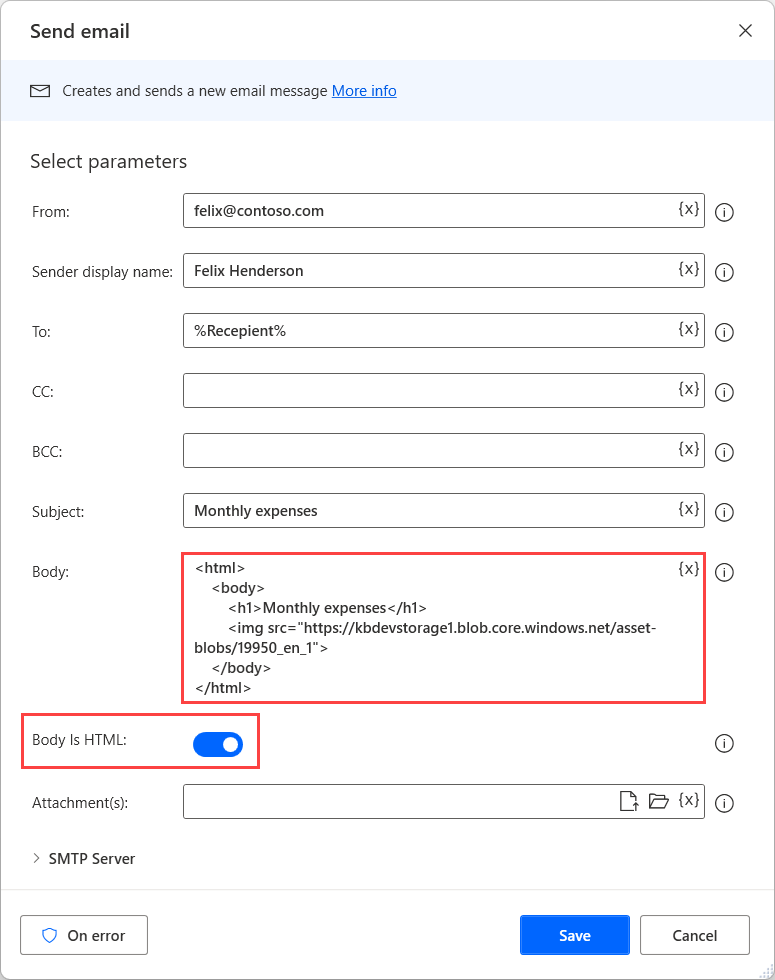 Send email
Creates and sends a new email message More info
Select parameters
From: felix@contoso.com {x}
Sender display name: Felix Henderson {x}
To: %Recepient% {x}
CC: {x}
BCC: {x}
Subject: Monthly expenses {x}
Body: <html> {x}
<body>
<h1>Monthly expenses</h1>
<img src="https://kbdevstorage1.blob.core.windows.net/asset-
blobs/19950_en_1">
</body>
</html>
Body Is HTML:
Attachment(s): {x}
SMTP Server
On error Save Cancel